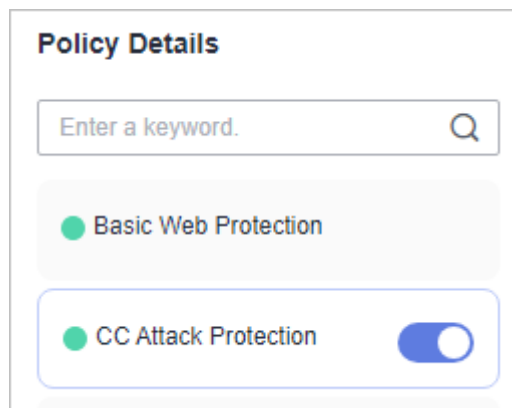 Policy Details
Enter a keyword.
Basic Web Protection
CC Attack Protection